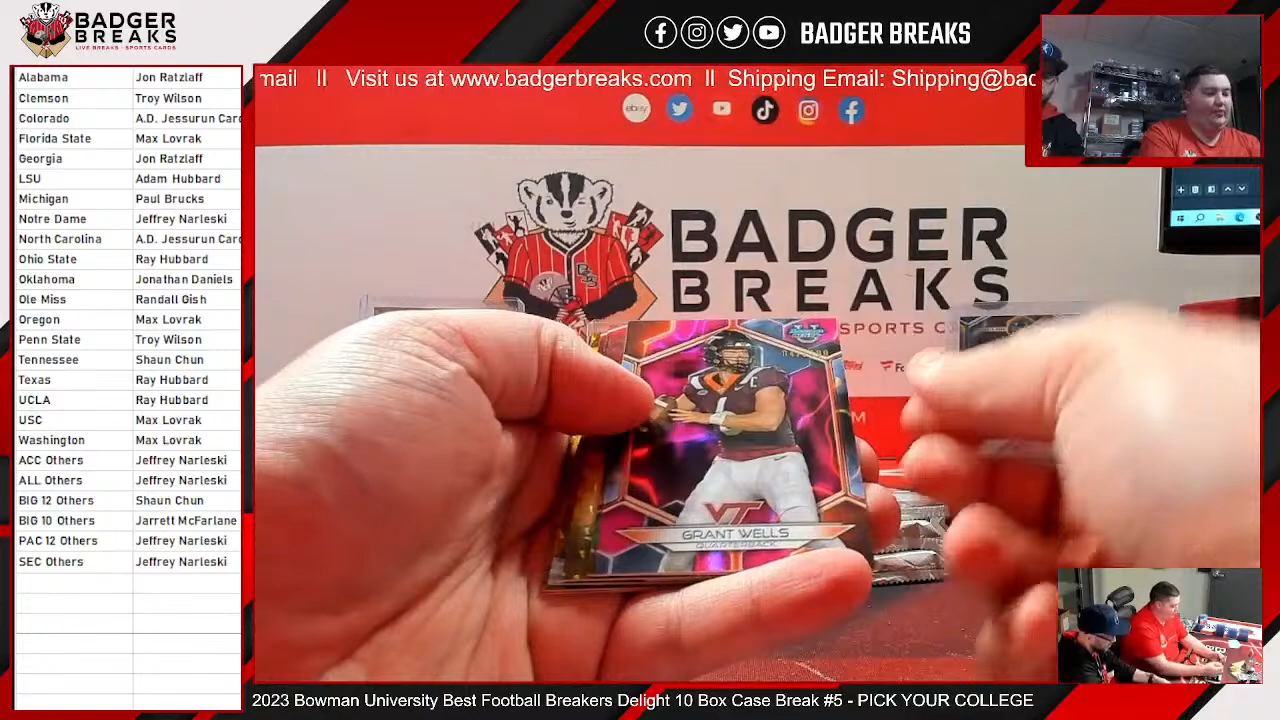 BADGER
BREAKS
LIVE BREAKS · SPORTS CARDS
BADGER BREAKS
mail ll Visit us at www.badgerbreaks.com ll Shipping Email: Shipping@bad
ebay
Alabama Jon Ratzlaff
Clemson Troy Wilson
Colorado A.D. Jessurun Card
Florida State Max Lovrak
Georgia Jon Ratzlaff
LSU Adam Hubbard
Michigan Paul Brucks
Notre Dame Jeffrey Narleski
North Carolina A.D. Jessurun Card
Ohio State Ray Hubbard
Oklahoma Jonathan Daniels
Ole Miss Randall Gish
Oregon Max Lovrak
Penn State Troy Wilson
Tennessee Shaun Chun
Texas Ray Hubbard
UCLA Ray Hubbard
USC Max Lovrak
Washington Max Lovrak
ACC Others Jeffrey Narleski
ALL Others Jeffrey Narleski
BIG 12 Others Shaun Chun
BIG 10 Others Jarrett McFarlane
PAC 12 Others Jeffrey Narleski
SEC Others Jeffrey Narleski
BADGER
BREAKS
SPORTS C
VT
GRANT WELLS
QUARTERBACK
2023 Bowman University Best Football Breakers Delight 10 Box Case Break #5 - PICK YOUR COLLEGE